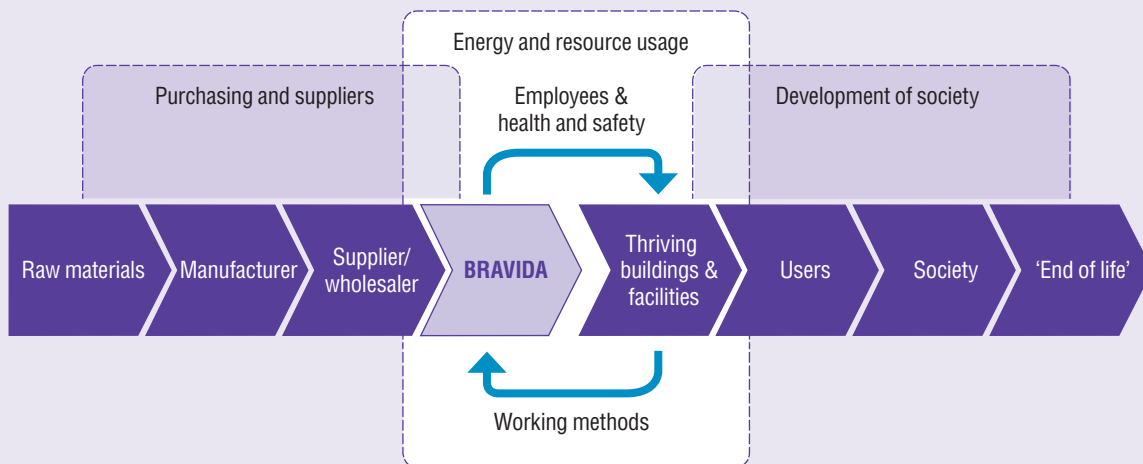 Energy and resource usage
Purchasing and suppliers
Employees &
health and safety
Development of society
Raw materials
Manufacturer
Supplier/
wholesaler
BRAVIDA
Thriving
buildings &
facilities
Users
Society
‘End of life’
Working methods